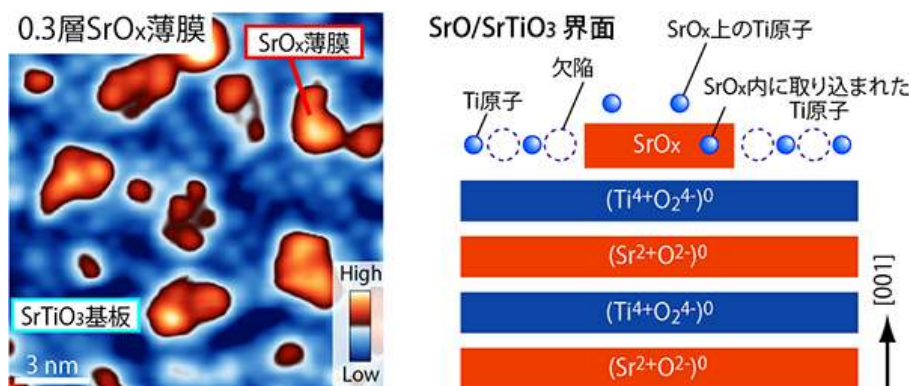 0.3層SrOx薄膜
SrOx薄膜
SrTiO3基板
3 nm
High
Low
SrO/SrTiO3 界面
SrOx上のTi原子
欠陥
SrOx内に取り込まれた
Ti原子
Ti原子
SrOx
(Ti4+O24-)0
(Sr2+O2-)0
(Ti4+O24-)0
(Sr2+O2-)0
[001]